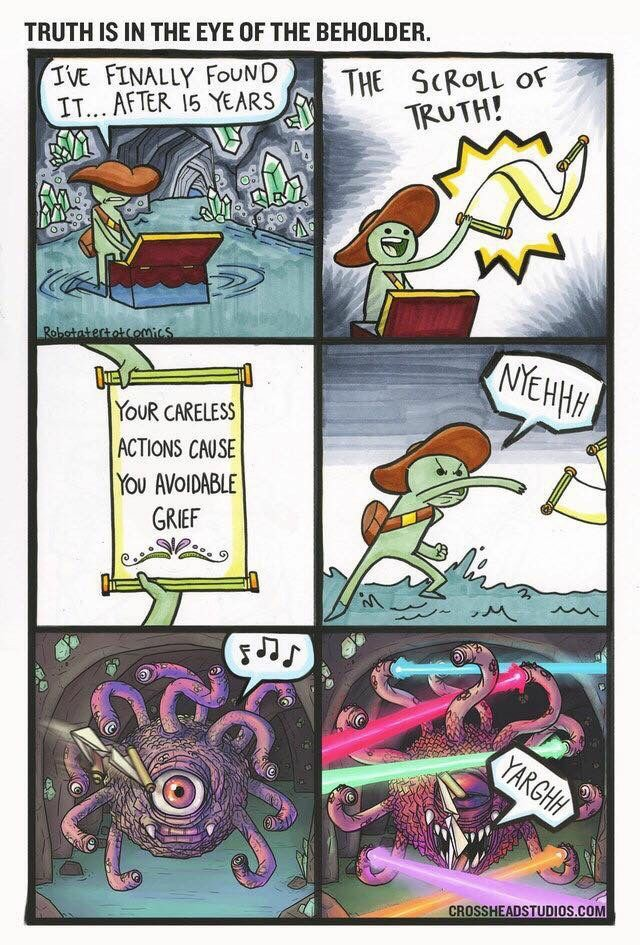 TRUTH IS IN THE EYE OF THE BEHOLDER.
I'VE FINALLY FOUND
IT... AFTER 15 YEARS
Robotatertotcomics
THE SCROLL OF
TRUTH!
YOUR CARELESS
ACTIONS CAUSE
YOU AVOIDABLE
GRIEF
NYEHHH
YARGHH
CROSSHEADSTUDIOS.COM